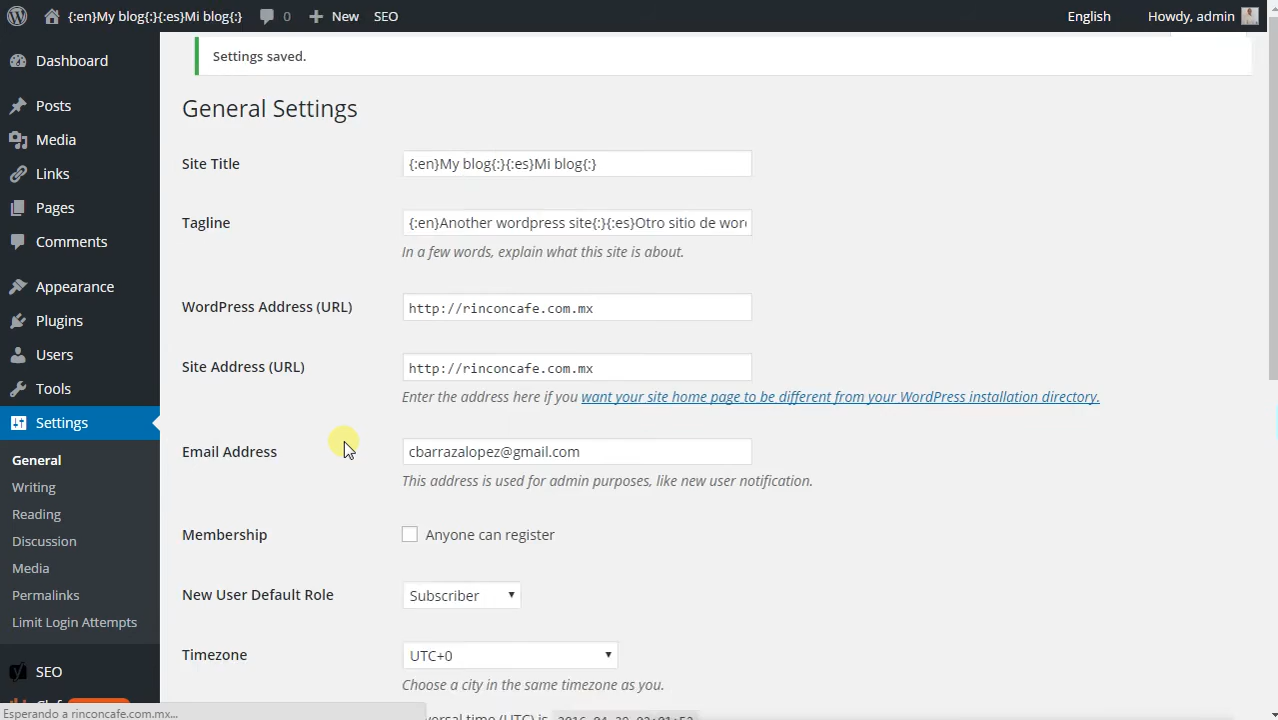 {:en}My blog{:}{:es}Mi blog{:} 0 New SEO English Howdy, admin
Settings saved.
Dashboard
Posts
Media
Links
Pages
Comments
Appearance
Plugins
Users
Tools
Settings
General
Writing
Reading
Discussion
Media
Permalinks
Limit Login Attempts
SEO
General Settings
Site Title {:en}My blog{:}{:es}Mi blog{:}
Tagline {:en}Another wordpress site{:}{:es}Otro sitio de wor
In a few words, explain what this site is about.
WordPress Address (URL) http://rinconcafe.com.mx
Site Address (URL) http://rinconcafe.com.mx
Enter the address here if you want your site home page to be different from your WordPress installation directory.
Email Address cbarrazalopez@gmail.com
This address is used for admin purposes, like new user notification.
Membership Anyone can register
New User Default Role Subscriber
Timezone UTC+0
Choose a city in the same timezone as you.
Esperando a rinconcafe.com.mx...